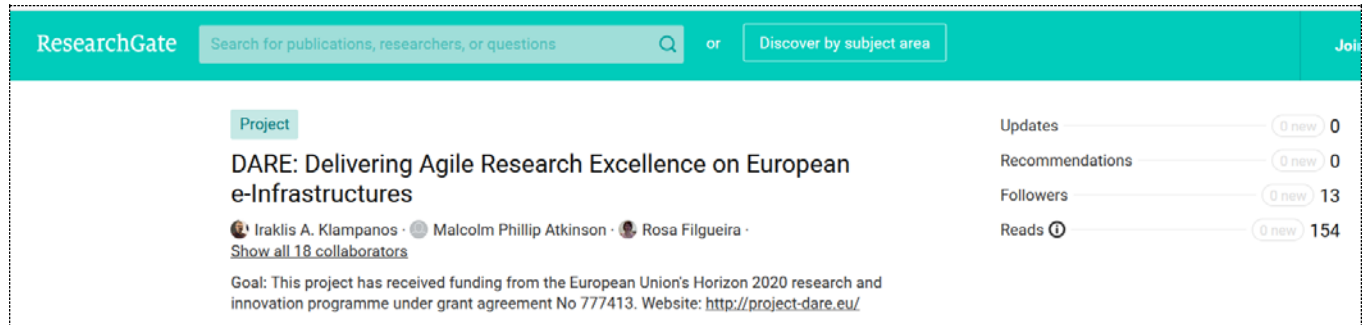 ResearchGate Search for publications, researchers, or questions or Discover by subject area
Project
DARE: Delivering Agile Research Excellence on European
e-Infrastructures
Iraklis A. Klampanos · Malcolm Phillip Atkinson · Rosa Filgueira ·
Show all 18 collaborators
Goal: This project has received funding from the European Union's Horizon 2020 research and
innovation programme under grant agreement No 777413. Website: http://project-dare.eu/
Updates 0 new 0
Recommendations 0 new 0
Followers 0 new 13
Reads 0 new 154